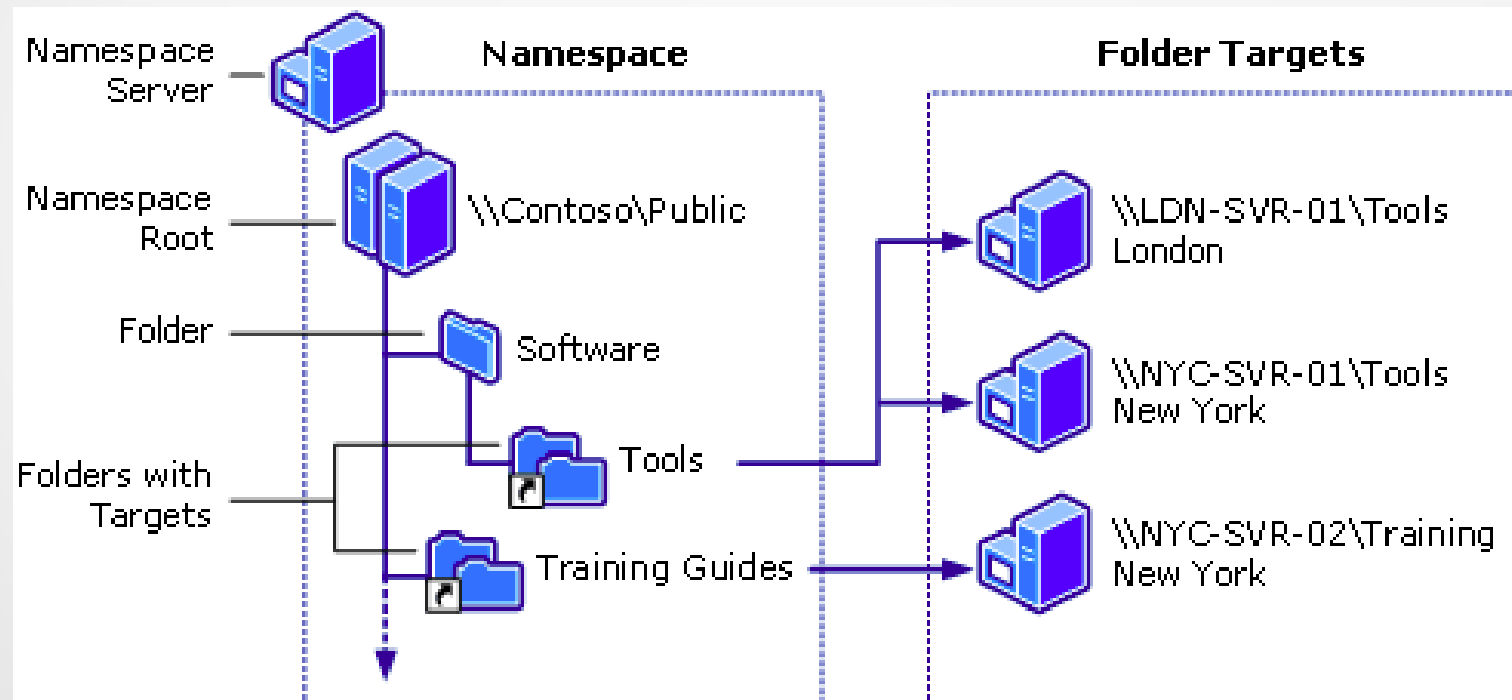 Namespace
Server
Namespace
Folder Targets
Namespace
Root
\\Contoso\Public
\\LDN-SVR-01\Tools
London
Folder
Software
\\NYC-SVR-01\Tools
New York
Folders with
Targets
Tools
Training Guides
\\NYC-SVR-02\Training
New York